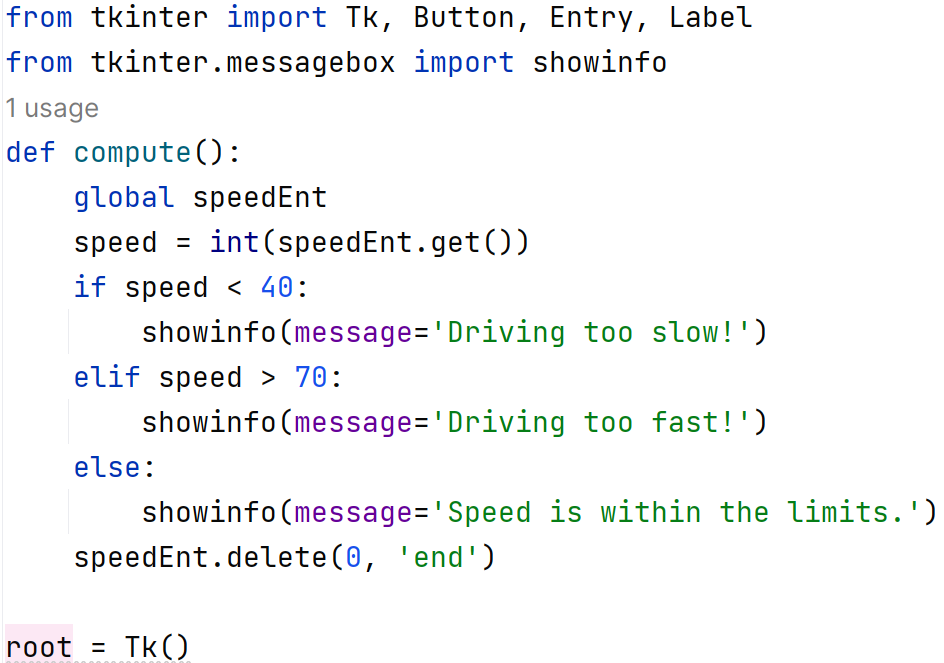 from tkinter import Tk, Button, Entry, Label
from tkinter.messagebox import showinfo
1 usage
def compute():
    global speedEnt
    speed = int(speedEnt.get())
    if speed < 40:
        showinfo(message='Driving too slow!')
    elif speed > 70:
        showinfo(message='Driving too fast!')
    else:
        showinfo(message='Speed is within the limits.')
    speedEnt.delete(0, 'end')
root = Tk()